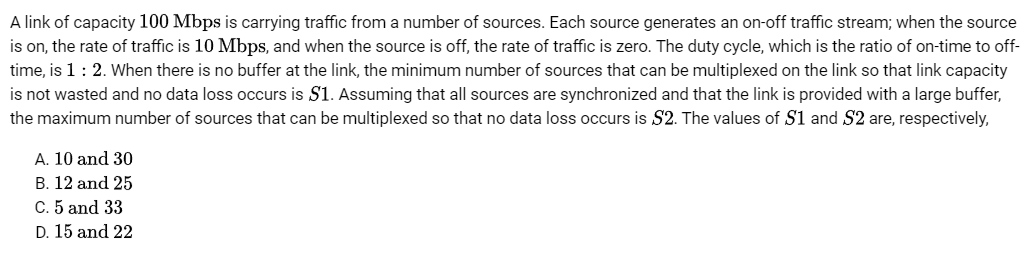 A link of capacity 100 Mbps is carrying traffic from a number of sources. Each source generates an on-off traffic stream; when the source
is on, the rate of traffic is 10 Mbps, and when the source is off, the rate of traffic is zero. The duty cycle, which is the ratio of on-time to off-
time, is 1 : 2. When there is no buffer at the link, the minimum number of sources that can be multiplexed on the link so that link capacity
is not wasted and no data loss occurs is S1. Assuming that all sources are synchronized and that the link is provided with a large buffer,
the maximum number of sources that can be multiplexed so that no data loss occurs is S2. The values of S1 and S2 are, respectively,
A. 10 and 30
B. 12 and 25
C. 5 and 33
D. 15 and 22